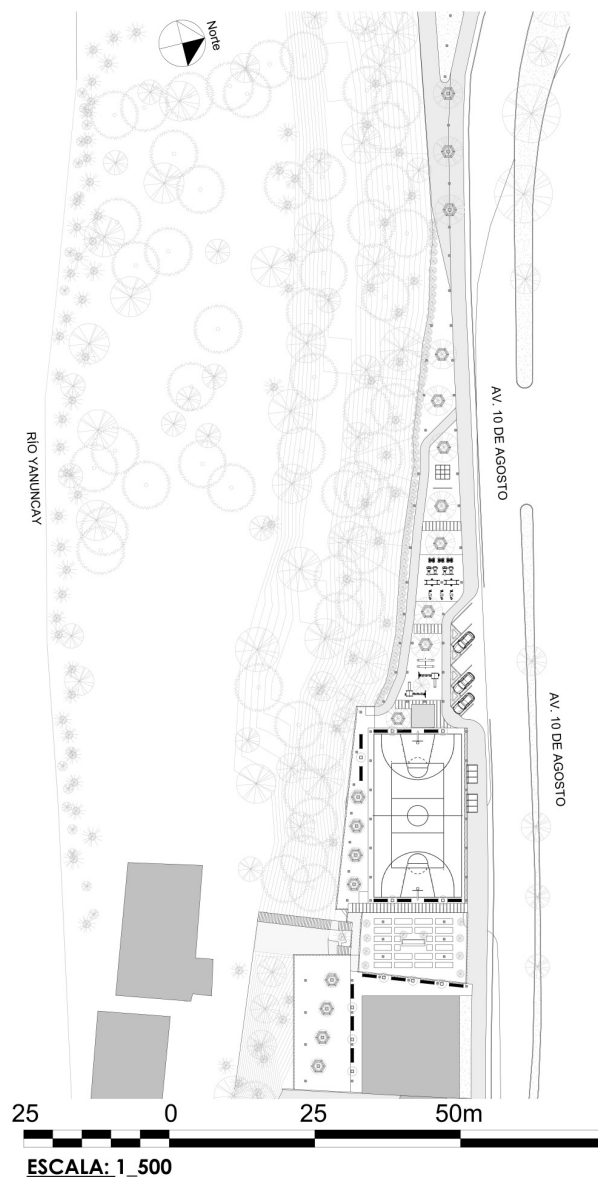 Norte
AV. 10 DE AGOSTO
RÍO YANUNCAY
AV. 10 DE AGOSTO
25 0 25 50m
ESCALA: 1_500